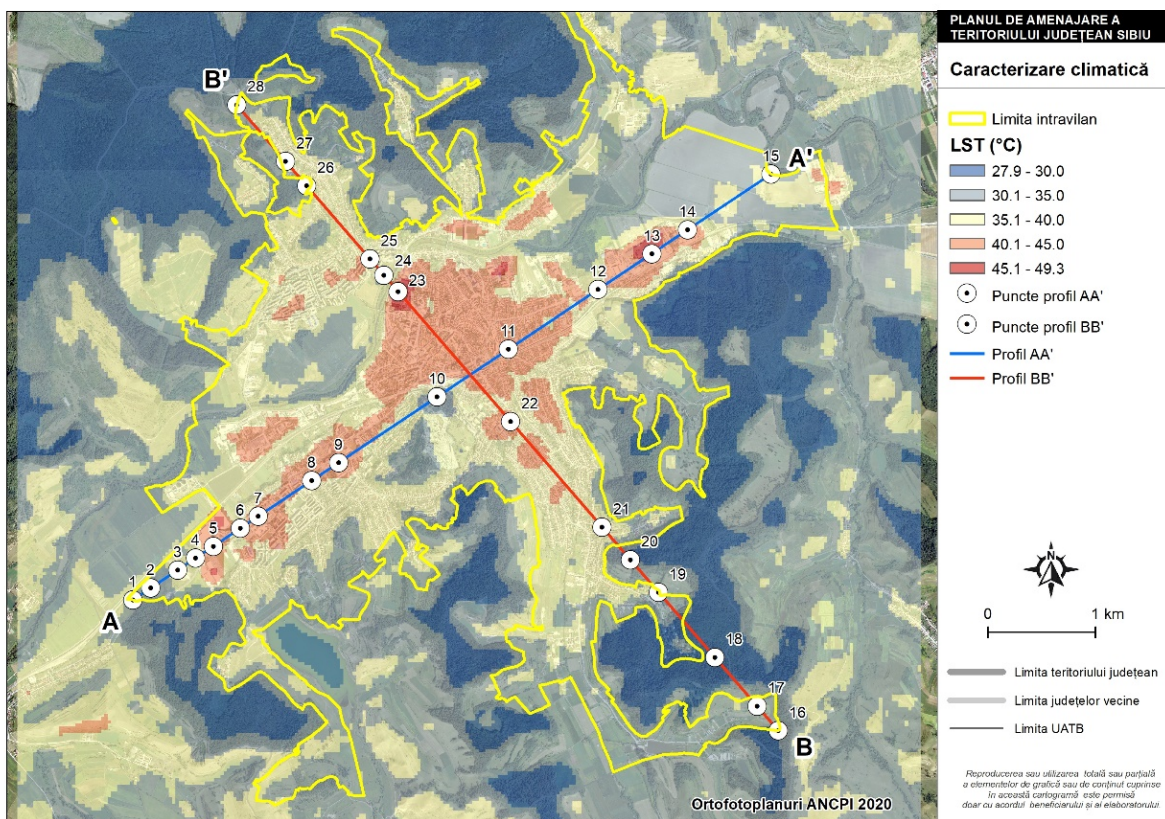 PLANUL DE AMENAJARE A
TERITORIULUI JUDEȚEAN SIBIU
Caracterizare climatică
Limita intravilan
LST (°C)
27.9 - 30.0
30.1 - 35.0
35.1 - 40.0
40.1 - 45.0
45.1 - 49.3
Puncte profil AA'
Puncte profil BB'
Profil AA'
Profil BB'
N
0 1 km
Limita teritoriului județean
Limita județelor vecine
Limita UATB
Reproducerea sau utilizarea totală sau parțială
a elementelor de grafică sau de conținut cuprinse
în această cartogramă este permisă
doar cu acordul beneficiarului și al elaboratorului.
B'
28
27
26
15
A'
14
13
25
24
12
23
11
10
22
9
8
7
21
6
5
20
4
3
19
2
1
A
18
17
16
B
Ortofotoplanuri ANCPI 2020